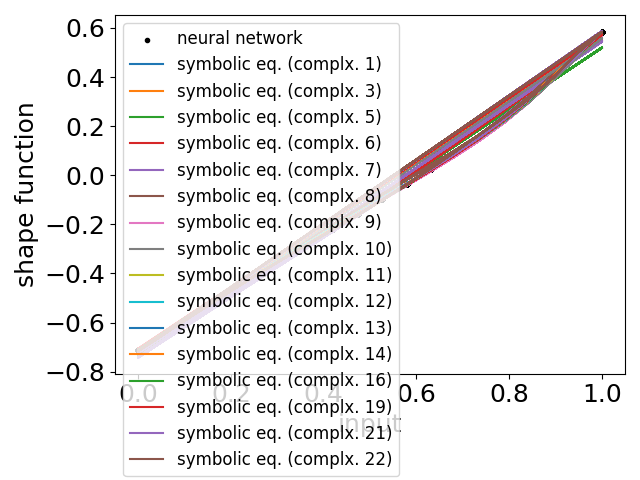 shape function
0.6
0.4
0.2
0.0
−0.2
−0.4
−0.6
−0.8
neural network
symbolic eq. (complx. 1)
symbolic eq. (complx. 3)
symbolic eq. (complx. 5)
symbolic eq. (complx. 6)
symbolic eq. (complx. 7)
symbolic eq. (complx. 8)
symbolic eq. (complx. 9)
symbolic eq. (complx. 10)
symbolic eq. (complx. 11)
symbolic eq. (complx. 12)
symbolic eq. (complx. 13)
symbolic eq. (complx. 14)
symbolic eq. (complx. 16)
symbolic eq. (complx. 19)
symbolic eq. (complx. 21)
symbolic eq. (complx. 22)
0.0 0.2 0.4 0.6 0.8 1.0
input